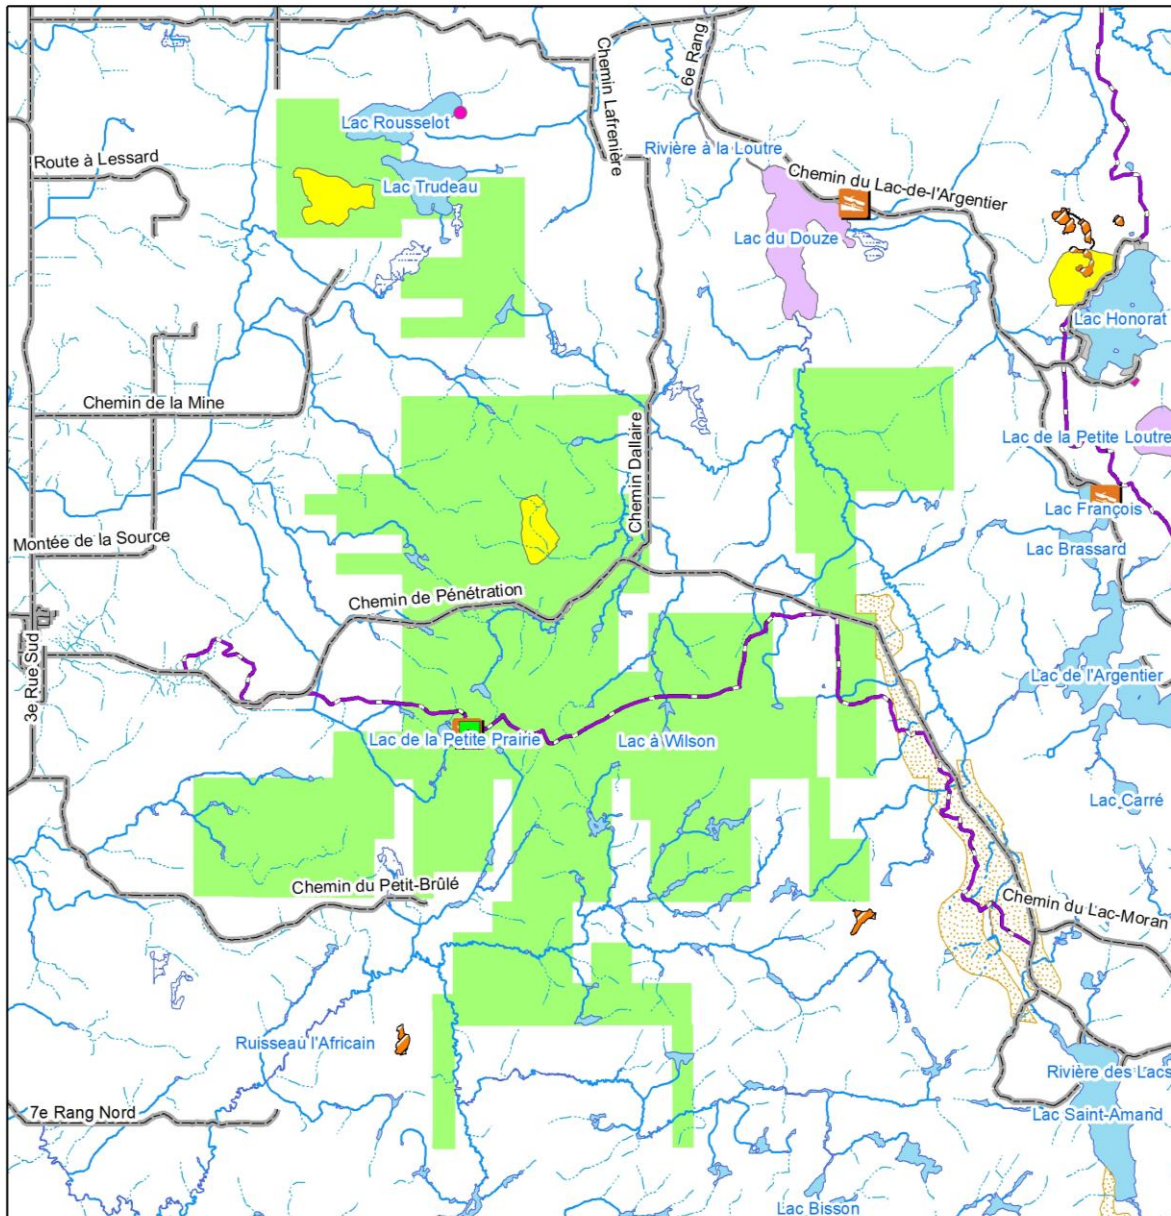 Chemin Lafrenière
6e Rang
Lac Rousselot
Route à Lessard
Rivière à la Loutre
Lac Trudeau
Chemin du Lac-de-l'Argentier
Lac du Douze
Lac Honorat
Chemin de la Mine
Chemin Dallaire
Lac de la Petite Loutre
Lac François
Montée de la Source
Lac Brassard
Chemin de Pénétration
3e Rue Sud
Lac de l'Argentier
Lac de la Petite Prairie
Lac à Wilson
Lac Carré
Chemin du Petit-Brûlé
Chemin du Lac-Moran
Ruisseau l'Africain
Rivière des Lacs
7e Rang Nord
Lac Saint-Amand
Lac Bisson